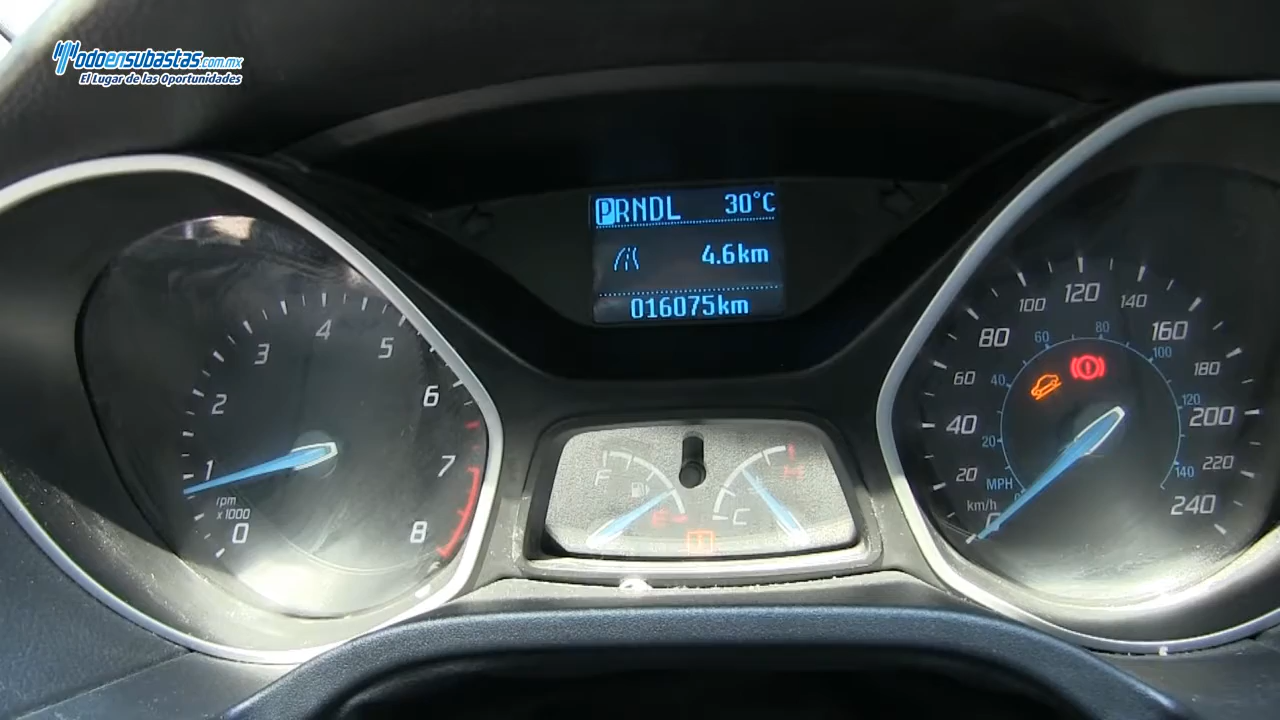 Todoensubastas.com.mx
El Lugar de las Oportunidades
PRNDL 30°C
4.6km
016075km
0
1
2
3
4
5
6
7
8
rpm
x1000
F
E
C
H
0
20
40
60
80
100
120
140
160
180
200
220
240
km/h
MPH
0
20
40
60
80
100
120
140